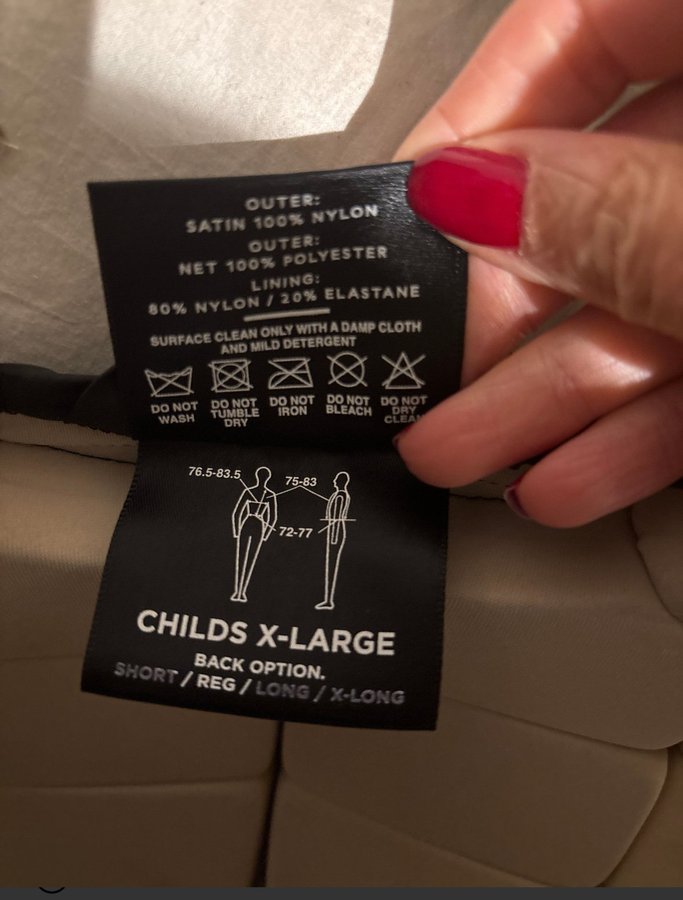 OUTER:
SATIN 100% NYLON
OUTER:
NET 100% POLYESTER
LINING:
80% NYLON / 20% ELASTANE
SURFACE CLEAN ONLY WITH A DAMP CLOTH
AND MILD DETERGENT
DO NOT WASH
DO NOT TUMBLE DRY
DO NOT IRON
DO NOT BLEACH
DO NOT DRY CLEAN
76.5-83.5
75-83
72-77
CHILDS X-LARGE
BACK OPTION.
SHORT / REG / LONG / X-LONG